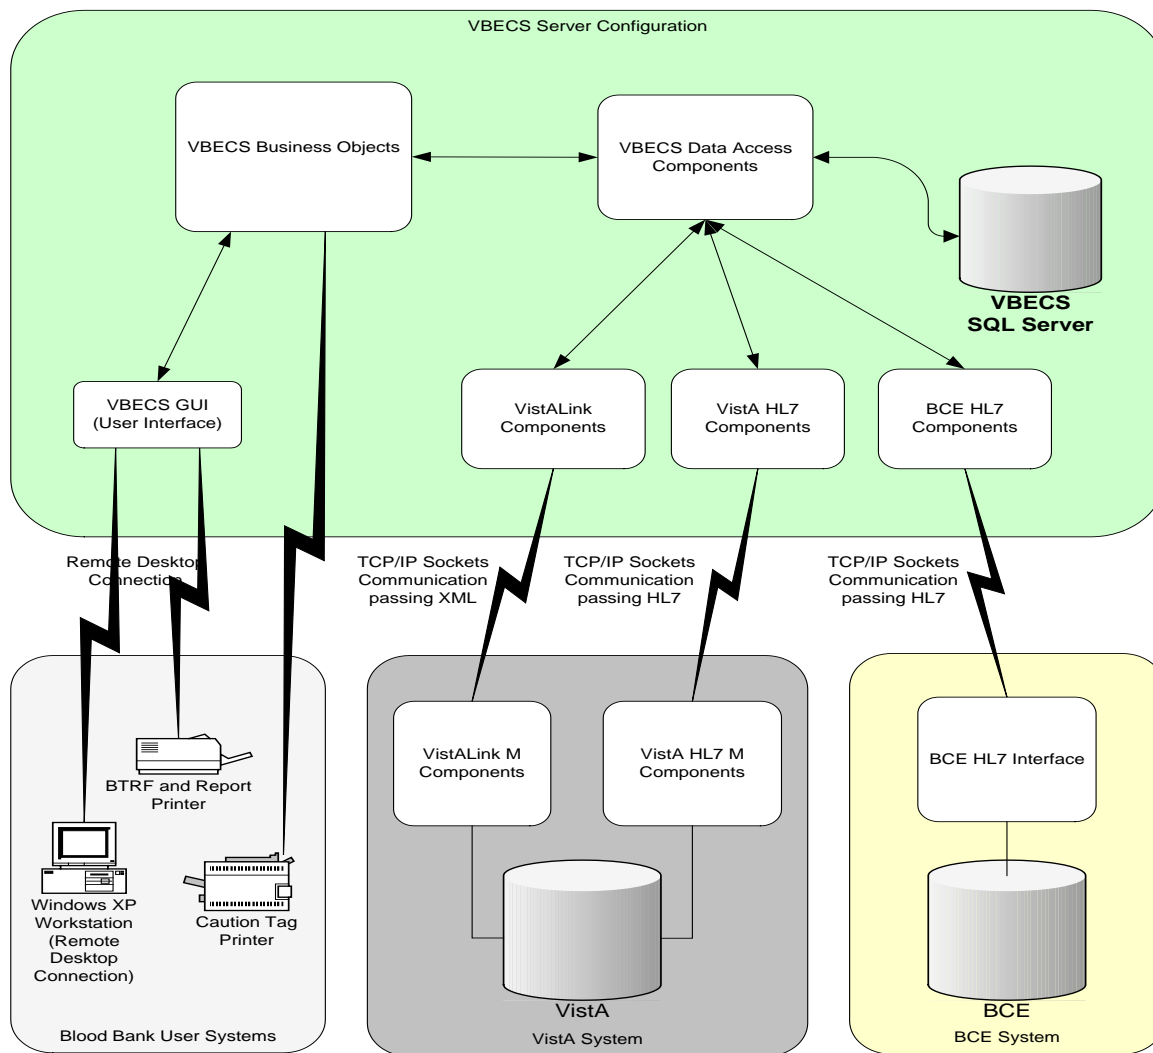 VBECS Server Configuration
VBECS Business Objects
VBECS Data Access
Components
VBECS
SQL Server
VBECS GUI
(User Interface)
VistALink
Components
VistA HL7
Components
BCE HL7
Components
Remote Desktop
Connection
TCP/IP Sockets
Communication
passing XML
TCP/IP Sockets
Communication
passing HL7
TCP/IP Sockets
Communication
passing HL7
BTRF and Report
Printer
Windows XP
Workstation
(Remote
Desktop
Connection)
Caution Tag
Printer
Blood Bank User Systems
VistALink M
Components
VistA HL7 M
Components
VistA
VistA System
BCE HL7 Interface
BCE
BCE System